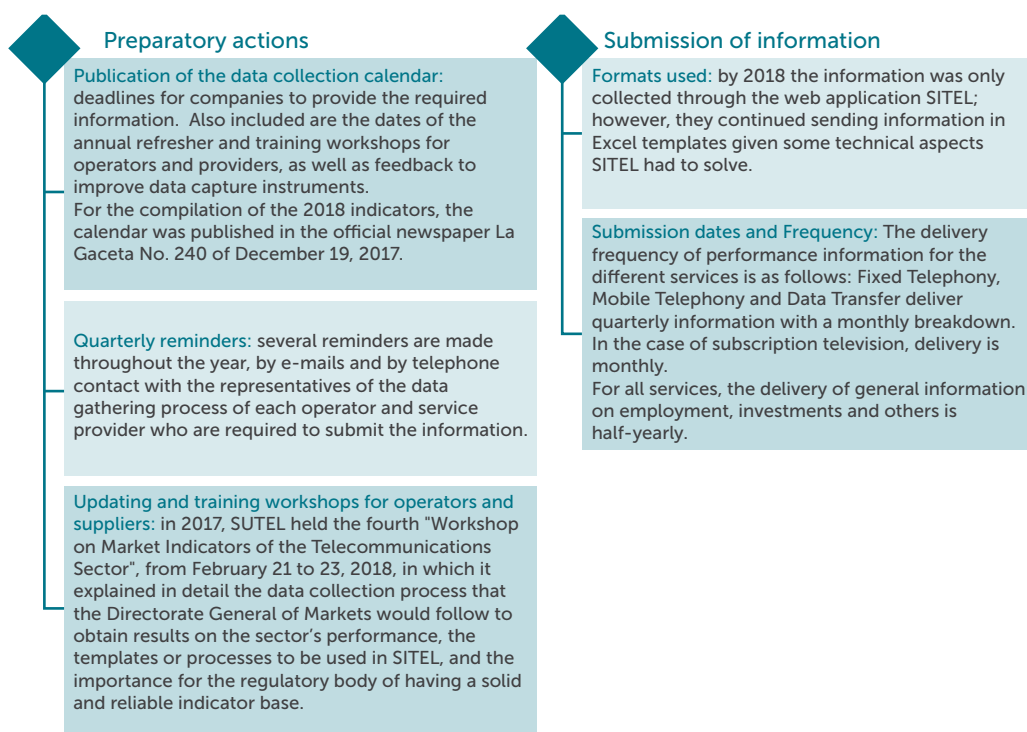 Preparatory actions
Publication of the data collection calendar:
deadlines for companies to provide the required
information. Also included are the dates of the
annual refresher and training workshops for
operators and providers, as well as feedback to
improve data capture instruments.
For the compilation of the 2018 indicators, the
calendar was published in the official newspaper La
Gaceta No. 240 of December 19, 2017.
Quarterly reminders: several reminders are made
throughout the year, by e-mails and by telephone
contact with the representatives of the data
gathering process of each operator and service
provider who are required to submit the information.
Updating and training workshops for operators and
suppliers: in 2017, SUTEL held the fourth "Workshop
on Market Indicators of the Telecommunications
Sector", from February 21 to 23, 2018, in which it
explained in detail the data collection process that
the Directorate General of Markets would follow to
obtain results on the sector's performance, the
templates or processes to be used in SITEL, and the
importance for the regulatory body of having a solid
and reliable indicator base.
Submission of information
Formats used: by 2018 the information was only
collected through the web application SITEL;
however, they continued sending information in
Excel templates given some technical aspects
SITEL had to solve.
Submission dates and Frequency: The delivery
frequency of performance information for the
different services is as follows: Fixed Telephony,
Mobile Telephony and Data Transfer deliver
quarterly information with a monthly breakdown.
In the case of subscription television, delivery is
monthly.
For all services, the delivery of general information
on employment, investments and others is
half-yearly.